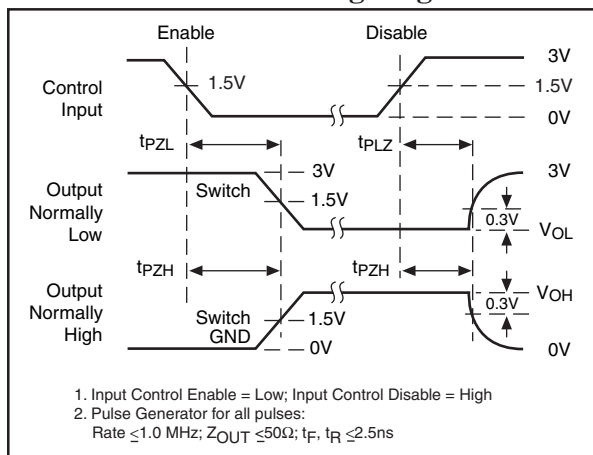 Enable Disable
3V
Control
Input
1.5V
1.5V
0V
tPZL tPLZ
3V
3V
Output
Normally
Low
Switch
1.5V
0.3V
VOL
tPZH tPZH
Output
Normally
High
VOH
0.3V
Switch
GND
1.5V
0V
0V
1. Input Control Enable = Low; Input Control Disable = High
2. Pulse Generator for all pulses:
Rate ≤1.0 MHz; ZOUT ≤50Ω; tF, tR ≤2.5ns